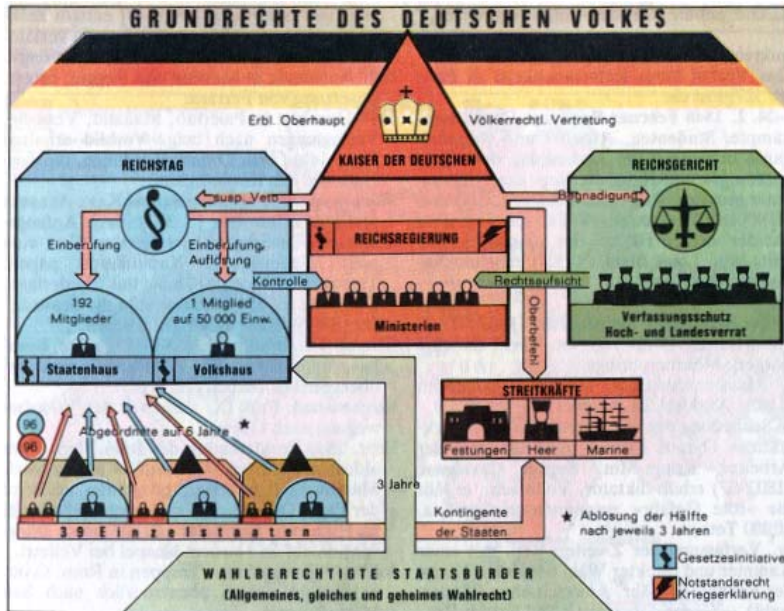 GRUNDRECHTE DES DEUTSCHEN VOLKES
Erbl. Oberhaupt
Völkerrechtl. Vertretung
KAISER DER DEUTSCHEN
REICHSTAG
REICHSGERICHT
susp. Veto
Begnadigung
Einberufung
Einberufung,
Auflösung
REICHSREGIERUNG
Kontrolle
Rechtsaufsicht
192
Mitglieder
1 Mitglied
auf 50 000 Einw.
Ministerien
Oberbefehl
Verfassungsschutz
Hoch- und Landesverrat
Staatenhaus
Volkshaus
STREITKRÄFTE
Festungen
Heer
Marine
96
96
Abgeordnete auf 6 Jahre ★
3 Jahre
39 Einzelstaaten
Kontingente
der Staaten
★ Ablösung der Hälfte
nach jeweils 3 Jahren
Gesetzesinitiative
Notstandsrecht
Kriegserklärung
WAHLBERECHTIGTE STAATSBÜRGER
(Allgemeines, gleiches und geheimes Wahlrecht)